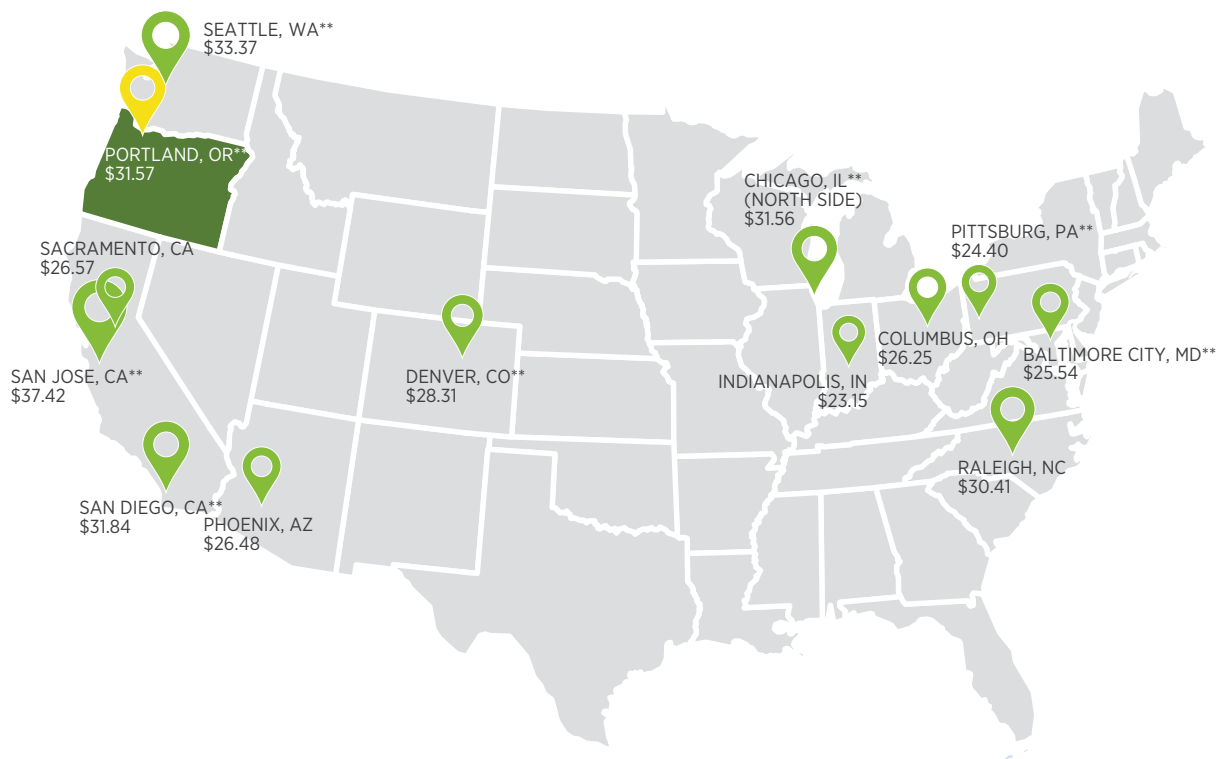 SEATTLE, WA**
$33.37
PORTLAND, OR**
$31.57
SACRAMENTO, CA
$26.57
SAN JOSE, CA**
$37.42
SAN DIEGO, CA**
$31.84
PHOENIX, AZ
$26.48
DENVER, CO**
$28.31
CHICAGO, IL**
(NORTH SIDE)
$31.56
INDIANAPOLIS, IN
$23.15
COLUMBUS, OH
$26.25
PITTSBURG, PA**
$24.40
BALTIMORE CITY, MD**
$25.54
RALEIGH, NC
$30.41